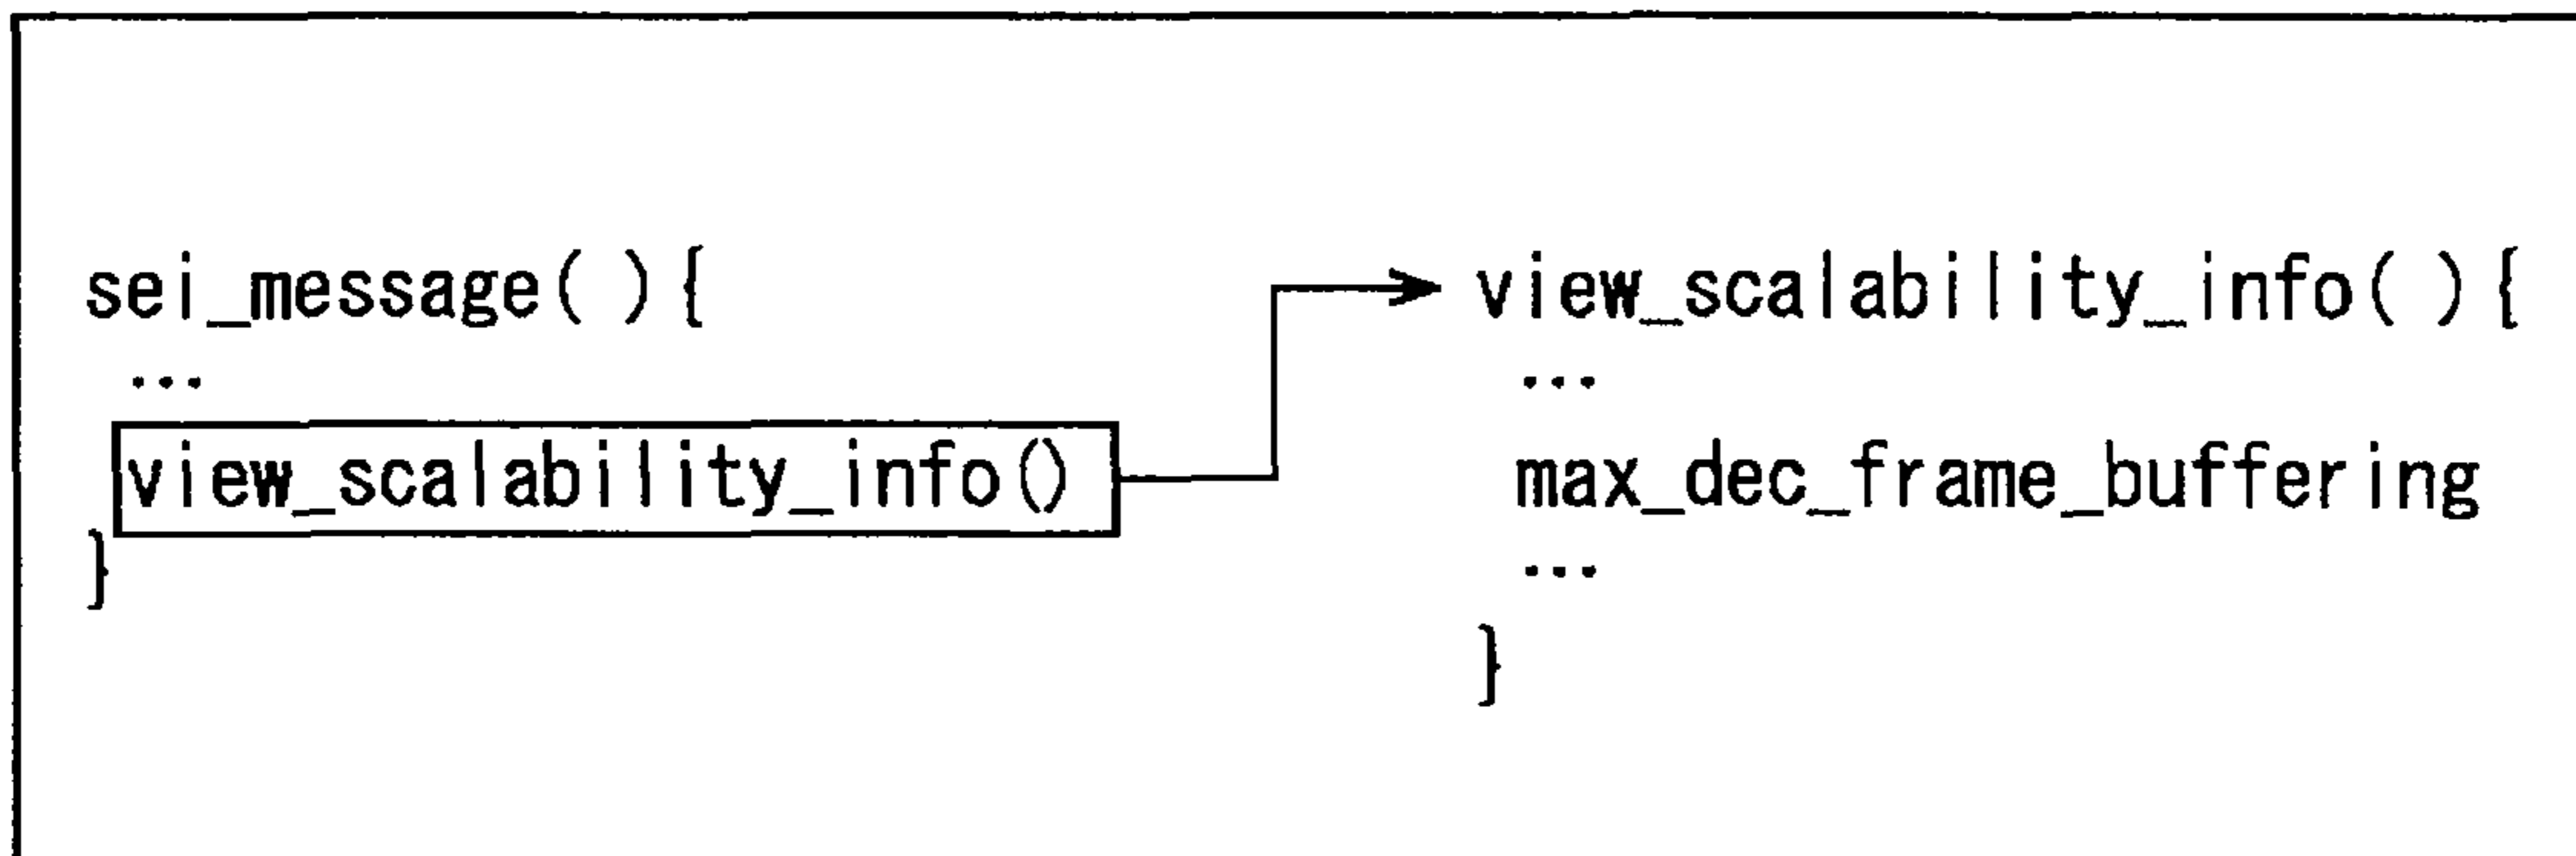 sei_message( ){
...
view_scalability_info()
}
view_scalability_info( ){
...
max_dec_frame_buffering
...
}